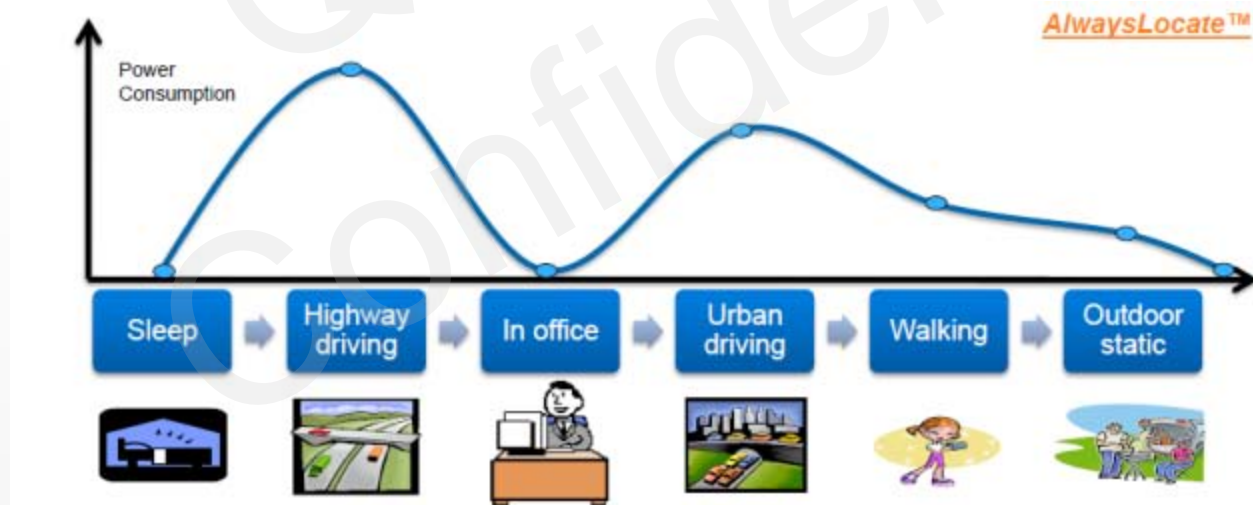 AlwaysLocate™
Power
Consumption
Sleep
Highway
driving
In office
Urban
driving
Walking
Outdoor
static